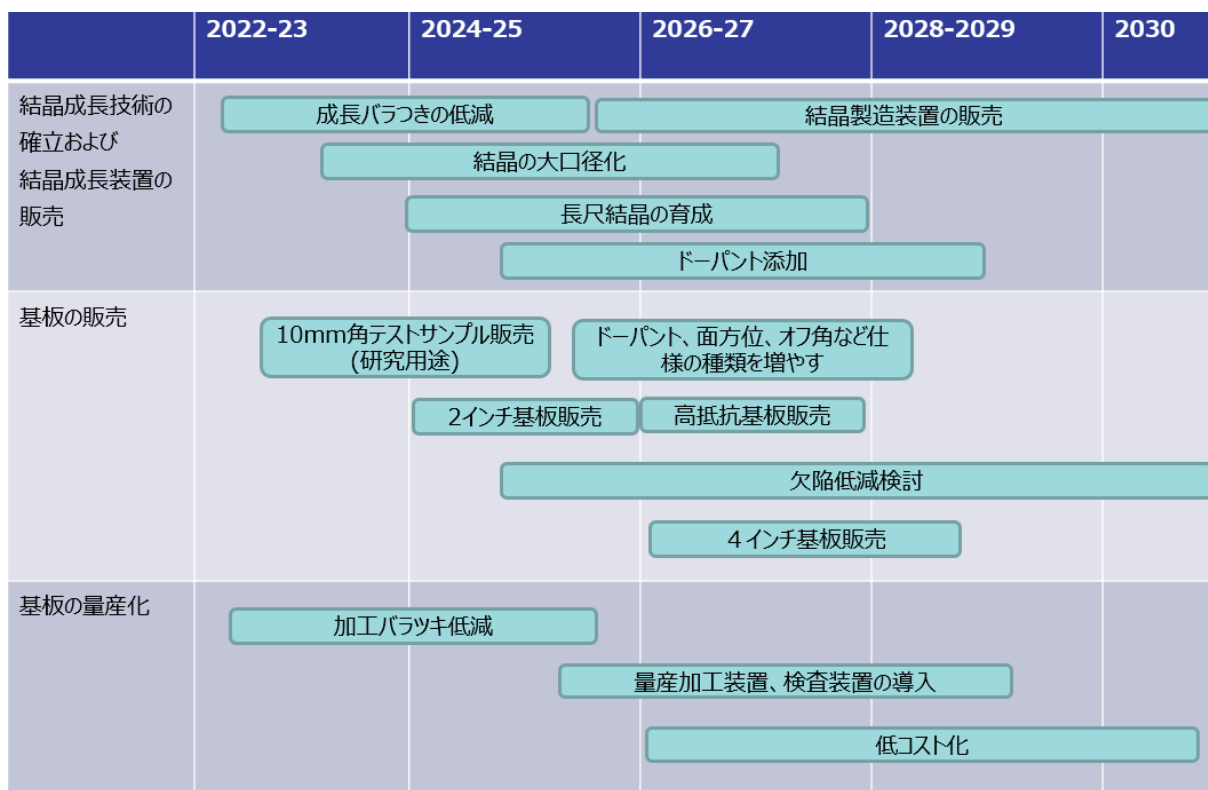 2022-23
2024-25
2026-27
2028-2029
2030
結晶成長技術の
確立および
結晶成長装置の
販売
成長バラつきの低減
結晶製造装置の販売
結晶の大口径化
長尺結晶の育成
ドーパント添加
基板の販売
10mm角テストサンプル販売
(研究用途)
ドーパント、面方位、オフ角など仕
様の種類を増やす
2インチ基板販売
高抵抗基板販売
欠陥低減検討
４インチ基板販売
基板の量産化
加工バラツキ低減
量産加工装置、検査装置の導入
低コスト化